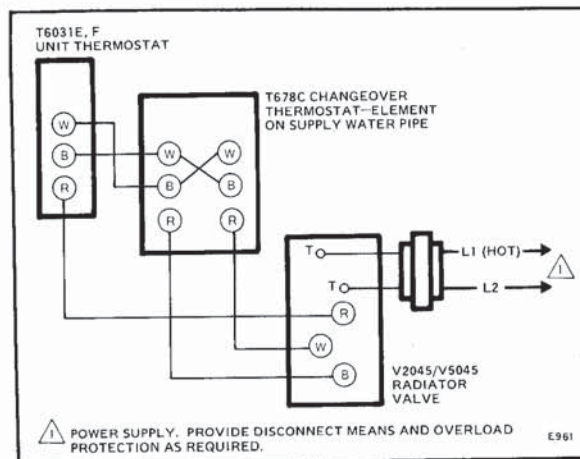 T6031E, F
UNIT THERMOSTAT
T678C CHANGEOVER
THERMOSTAT—ELEMENT
ON SUPPLY WATER PIPE
W
B
R
W
B
R
W
B
R
T
T
R
W
B
L1 (HOT)
L2
1
V2045/V5045
RADIATOR
VALVE
1 POWER SUPPLY. PROVIDE DISCONNECT MEANS AND OVERLOAD
PROTECTION AS REQUIRED.
E961